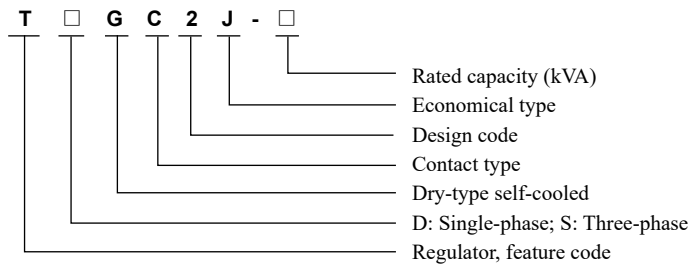 T □ G C 2 J - □
Rated capacity (kVA)
Economical type
Design code
Contact type
Dry-type self-cooled
D: Single-phase; S: Three-phase
Regulator, feature code